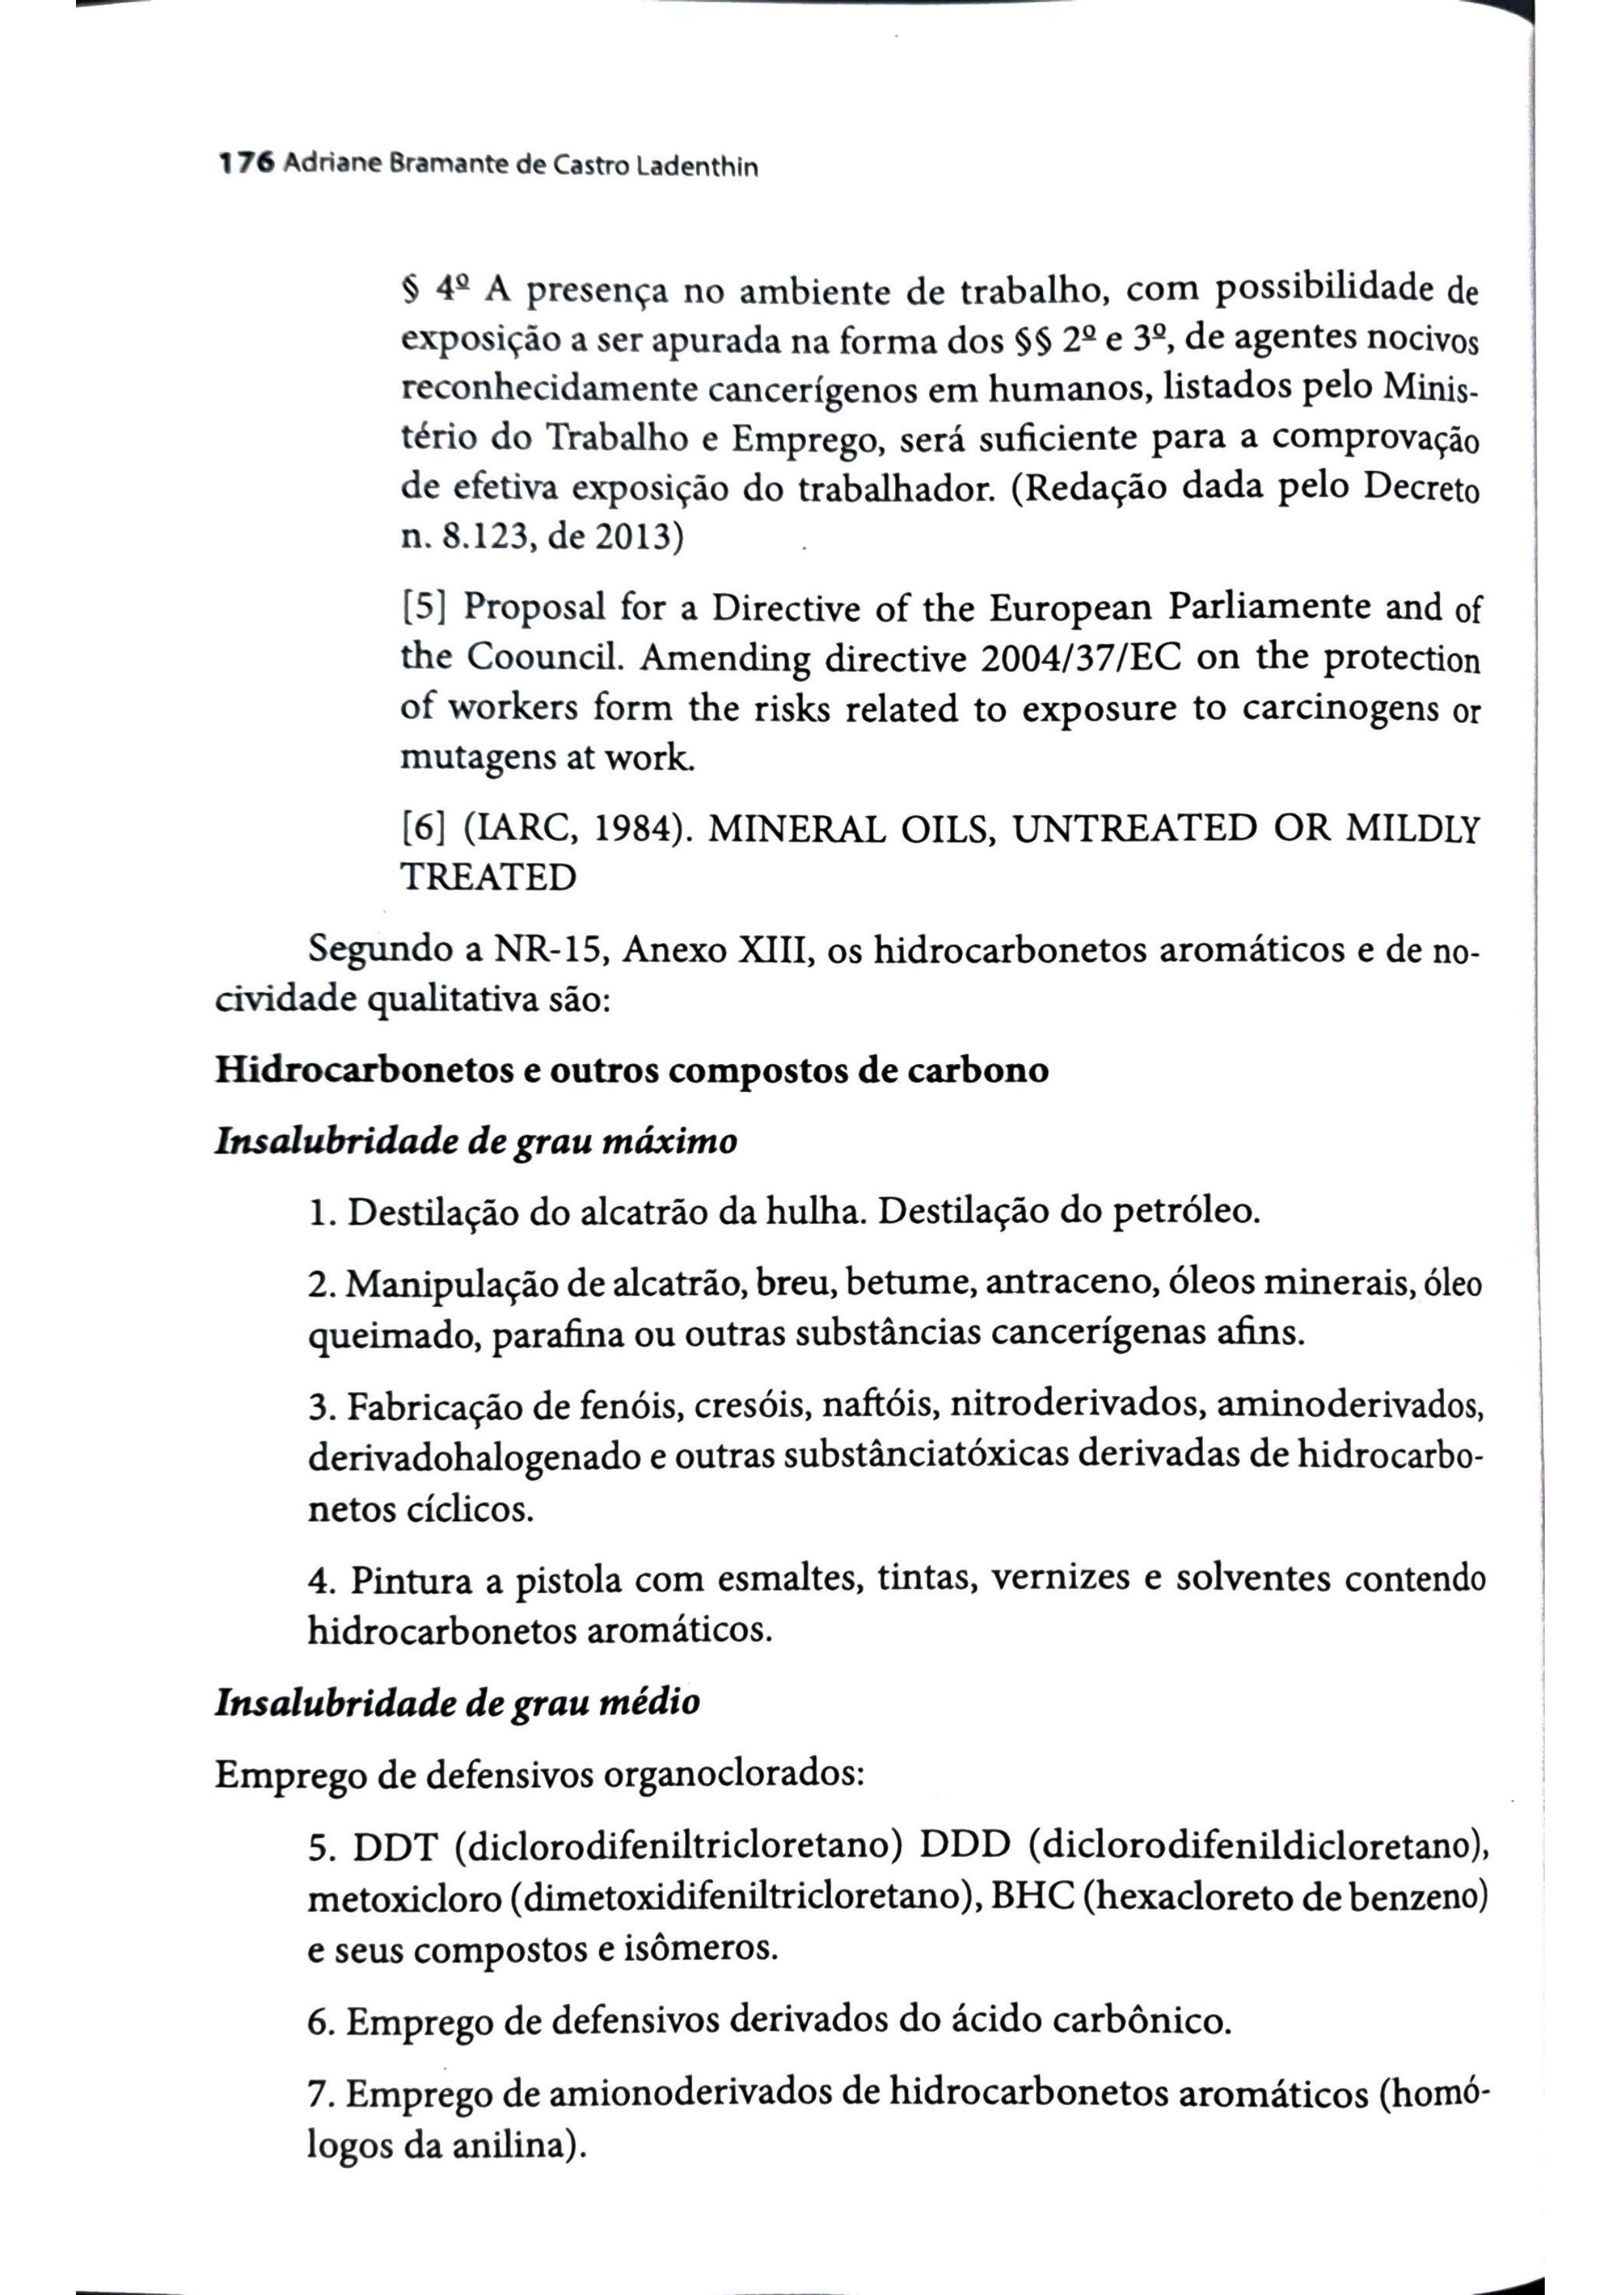 176 Adriane Bramante de Castro Ladenthin
§ 4º A presença no ambiente de trabalho, com possibilidade de
exposição a ser apurada na forma dos §§ 2º e 3º, de agentes nocivos
reconhecidamente cancerígenos em humanos, listados pelo Minis-
tério do Trabalho e Emprego, será suficiente para a comprovação
de efetiva exposição do trabalhador. (Redação dada pelo Decreto
n. 8.123, de 2013)
[5] Proposal for a Directive of the European Parliamente and of
the Coouncil. Amending directive 2004/37/EC on the protection
of workers form the risks related to exposure to carcinogens or
mutagens at work.
[6] (IARC, 1984). MINERAL OILS, UNTREATED OR MILDLY
TREATED
Segundo a NR-15, Anexo XIII, os hidrocarbonetos aromáticos e de no-
cividade qualitativa são:
Hidrocarbonetos e outros compostos de carbono
Insalubridade de grau máximo
1. Destilação do alcatrão da hulha. Destilação do petróleo.
2. Manipulação de alcatrão, breu, betume, antraceno, óleos minerais, óleo
queimado, parafina ou outras substâncias cancerígenas afins.
3. Fabricação de fenóis, cresóis, naftóis, nitroderivados, aminoderivados,
derivadohalogenado e outras substânciatóxicas derivadas de hidrocarbo-
netos cíclicos.
4. Pintura a pistola com esmaltes, tintas, vernizes e solventes contendo
hidrocarbonetos aromáticos.
Insalubridade de grau médio
Emprego de defensivos organoclorados:
5. DDT (diclorodifeniltricloretano) DDD (diclorodifenildicloretano),
metoxicloro (dimetoxidifeniltricloretano), BHC (hexacloreto de benzeno)
e seus compostos e isômeros.
6. Emprego de defensivos derivados do ácido carbônico.
7. Emprego de amionoderivados de hidrocarbonetos aromáticos (homó-
logos da anilina).